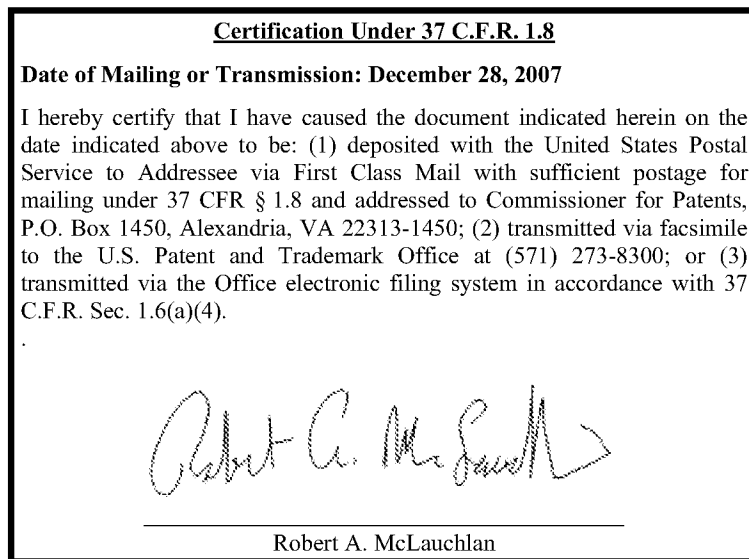 Certification Under 37 C.F.R. 1.8
Date of Mailing or Transmission: December 28, 2007
I hereby certify that I have caused the document indicated herein on the
date indicated above to be: (1) deposited with the United States Postal
Service to Addressee via First Class Mail with sufficient postage for
mailing under 37 CFR § 1.8 and addressed to Commissioner for Patents,
P.O. Box 1450, Alexandria, VA 22313-1450; (2) transmitted via facsimile
to the U.S. Patent and Trademark Office at (571) 273-8300; or (3)
transmitted via the Office electronic filing system in accordance with 37
C.F.R. Sec. 1.6(a)(4).
.
Robert A. McLauchlan